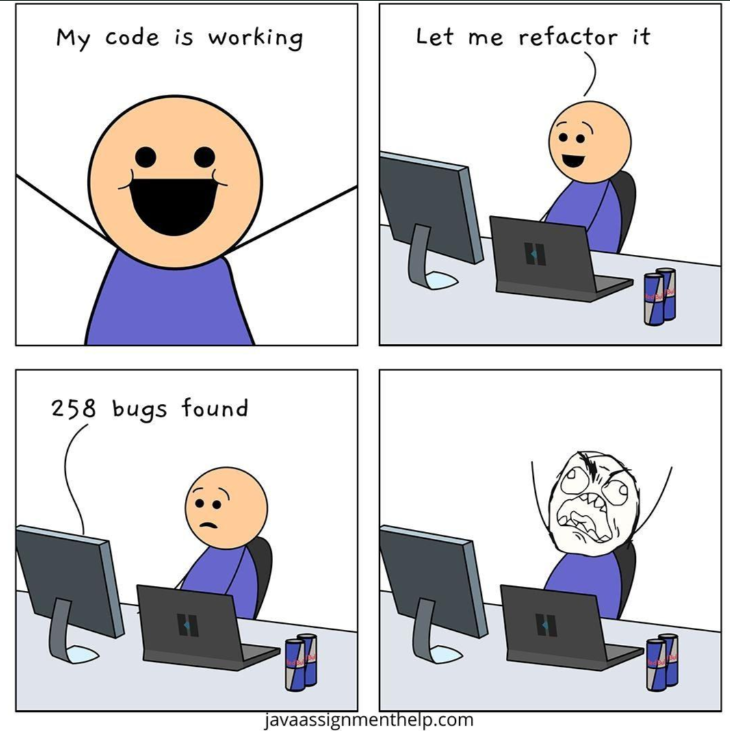 My code is working
Let me refactor it
258 bugs found
javaassignmenthelp.com